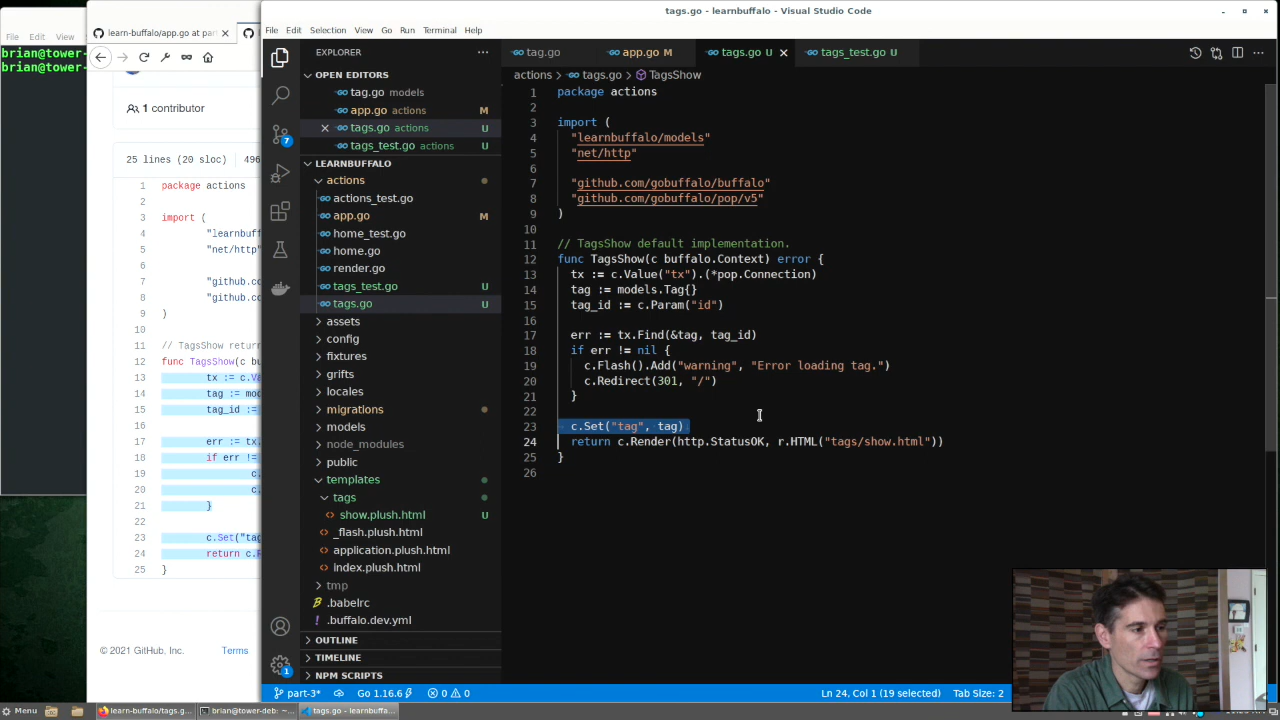 tags.go - learnbuffalo - Visual Studio Code
File Edit View
brian@tower-
brian@tower-
learn-buffalo/app.go at par
1 contributor
25 lines (20 sloc) 496
1 package actions
2
3 import (
4 "learnbuff
5 "net/http"
6
7 "github.co
8 "github.co
9 )
10
11 // TagsShow retur
12 func TagsShow(c b
13 tx := c.Va
14 tag := mod
15 tag_id :=
16
17 err := tx.
18 if err !=
19 c.
20 c.
21 }
22
23 c.Set("tag
24 return c.R
25 }
© 2021 GitHub, Inc. Terms
File Edit Selection View Go Run Terminal Help
EXPLORER
OPEN EDITORS
tag.go models
app.go actions M
tags.go actions U
tags_test.go actions U
LEARNBUFFALO
actions
actions_test.go
app.go M
home_test.go
home.go
render.go
tags_test.go U
tags.go U
assets
config
fixtures
grifts
locales
migrations
models
node_modules
public
templates
tags
show.plush.html U
_flash.plush.html
application.plush.html
index.plush.html
tmp
.babelrc
.buffalo.dev.yml
OUTLINE
TIMELINE
NPM SCRIPTS
7
1
tag.go app.go M tags.go U tags_test.go U
actions > tags.go > TagsShow
1 package actions
2
3 import (
4 "learnbuffalo/models"
5 "net/http"
6
7 "github.com/gobuffalo/buffalo"
8 "github.com/gobuffalo/pop/v5"
9 )
10
11 // TagsShow default implementation.
12 func TagsShow(c buffalo.Context) error {
13 tx := c.Value("tx").(*pop.Connection)
14 tag := models.Tag{}
15 tag_id := c.Param("id")
16
17 err := tx.Find(&tag, tag_id)
18 if err != nil {
19 c.Flash().Add("warning", "Error loading tag.")
20 c.Redirect(301, "/")
21 }
22
23 c.Set("tag", tag)
24 return c.Render(http.StatusOK, r.HTML("tags/show.html"))
25 }
26
part-3* Go 1.16.6 0 0 Ln 24, Col 1 (19 selected) Tab Size: 2
Menu learn-buffalo/tags.g... brian@tower-deb: ~... tags.go - learnbuffa...